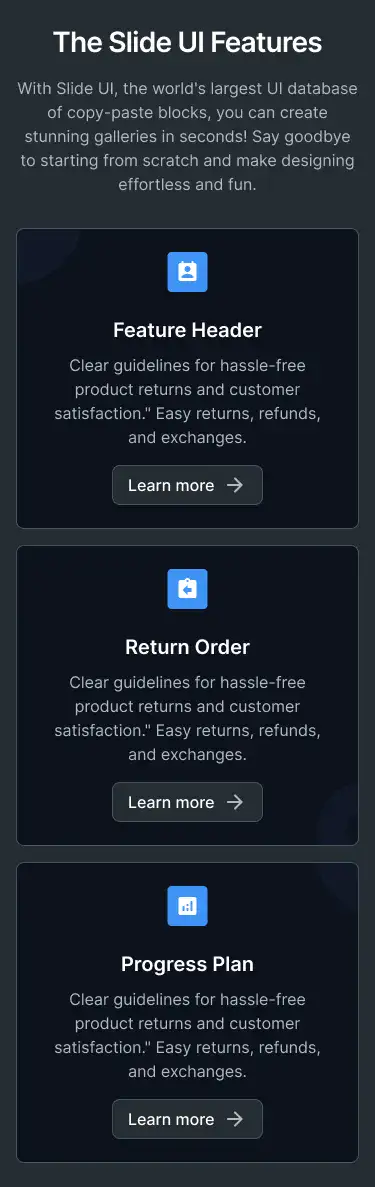 The Slide UI Features
With Slide UI, the world's largest UI database
of copy-paste blocks, you can create
stunning galleries in seconds! Say goodbye
to starting from scratch and make designing
effortless and fun.
Feature Header
Clear guidelines for hassle-free
product returns and customer
satisfaction." Easy returns, refunds,
and exchanges.
Learn more
Return Order
Clear guidelines for hassle-free
product returns and customer
satisfaction." Easy returns, refunds,
and exchanges.
Learn more
Progress Plan
Clear guidelines for hassle-free
product returns and customer
satisfaction." Easy returns, refunds,
and exchanges.
Learn more